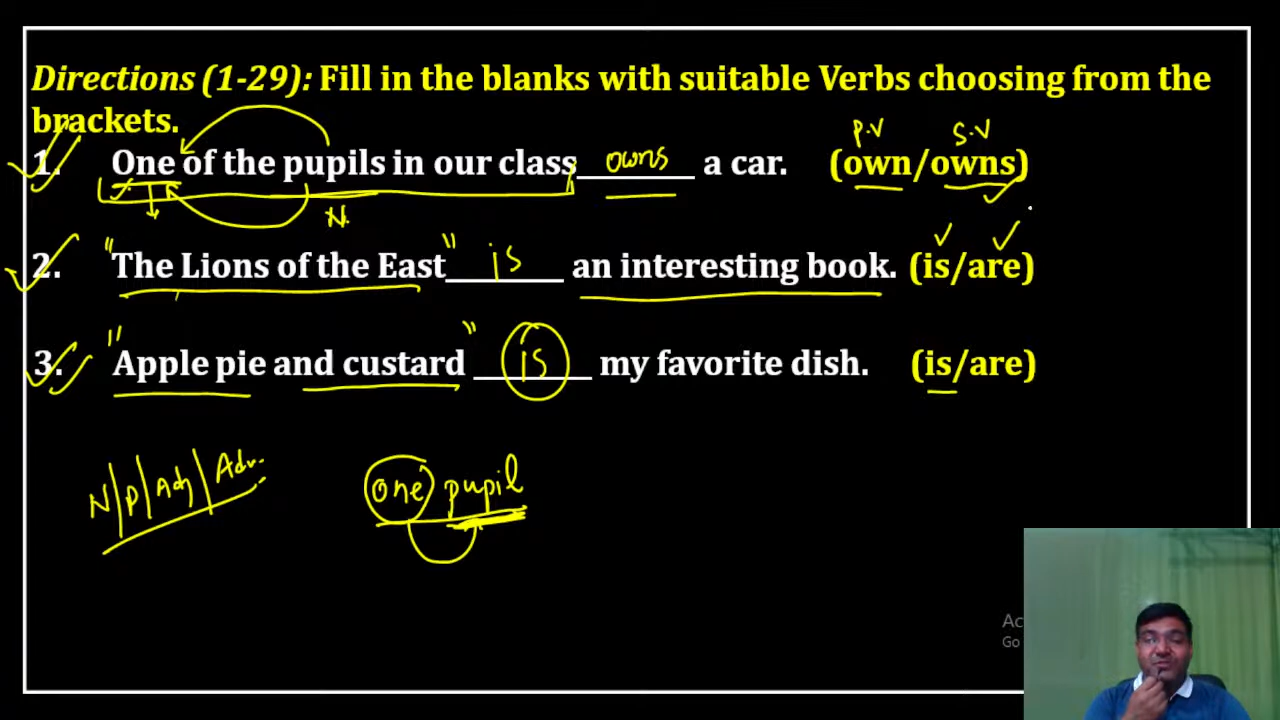 Directions (1-29): Fill in the blanks with suitable Verbs choosing from the
brackets.
P.V S.V
1. One of the pupils in our class owns a car. (own/owns)
N.
2. "The Lions of the East" is an interesting book. (is/are)
3. "Apple pie and custard" is my favorite dish. (is/are)
N/P/Adj/Adv.
one pupil
Ac
Go